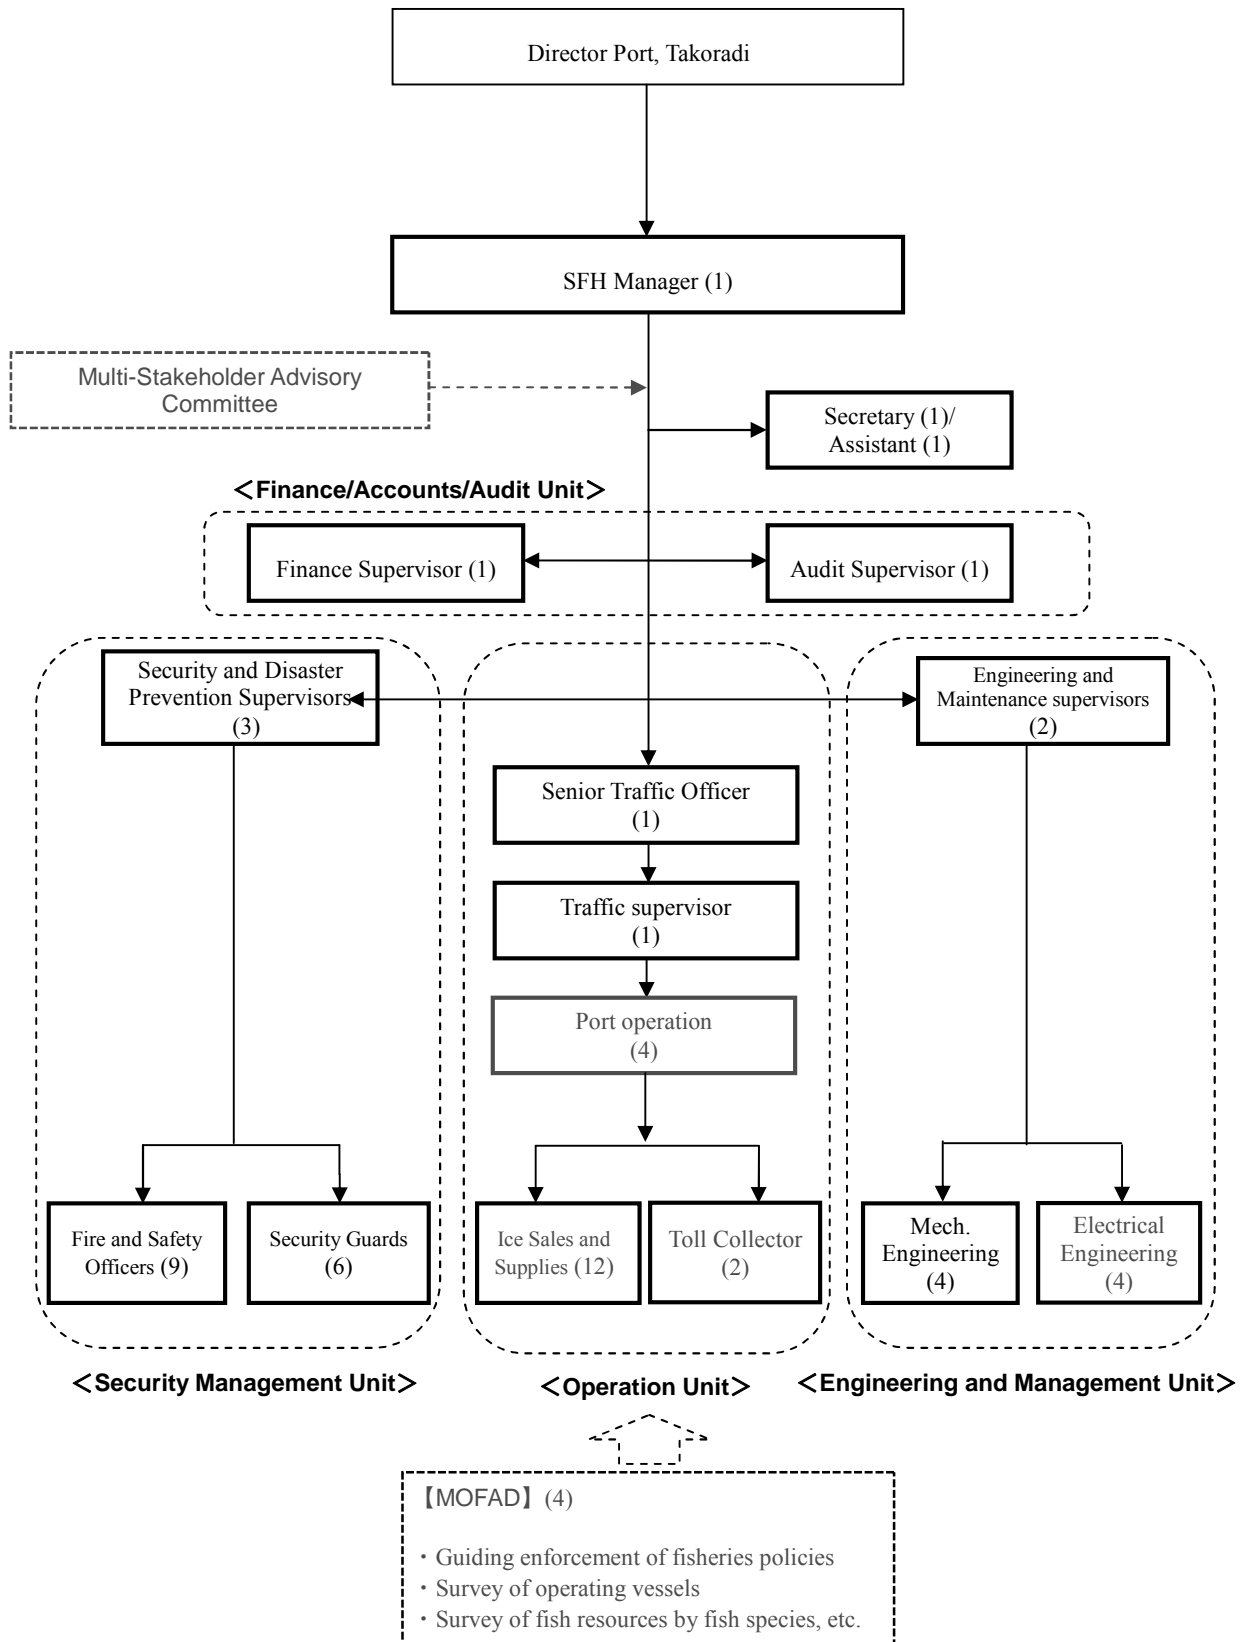 Director Port, Takoradi
SFH Manager (1)
Multi-Stakeholder Advisory
Committee
Secretary (1)/
Assistant (1)
＜Finance/Accounts/Audit Unit＞
Finance Supervisor (1)
Audit Supervisor (1)
Security and Disaster
Prevention Supervisors
(3)
Engineering and
Maintenance supervisors
(2)
Senior Traffic Officer
(1)
Traffic supervisor
(1)
Port operation
(4)
Fire and Safety
Officers (9)
Security Guards
(6)
Ice Sales and
Supplies (12)
Toll Collector
(2)
Mech.
Engineering
(4)
Electrical
Engineering
(4)
＜Security Management Unit＞
＜Operation Unit＞
＜Engineering and Management Unit＞
【MOFAD】(4)
・Guiding enforcement of fisheries policies
・Survey of operating vessels
・Survey of fish resources by fish species, etc.